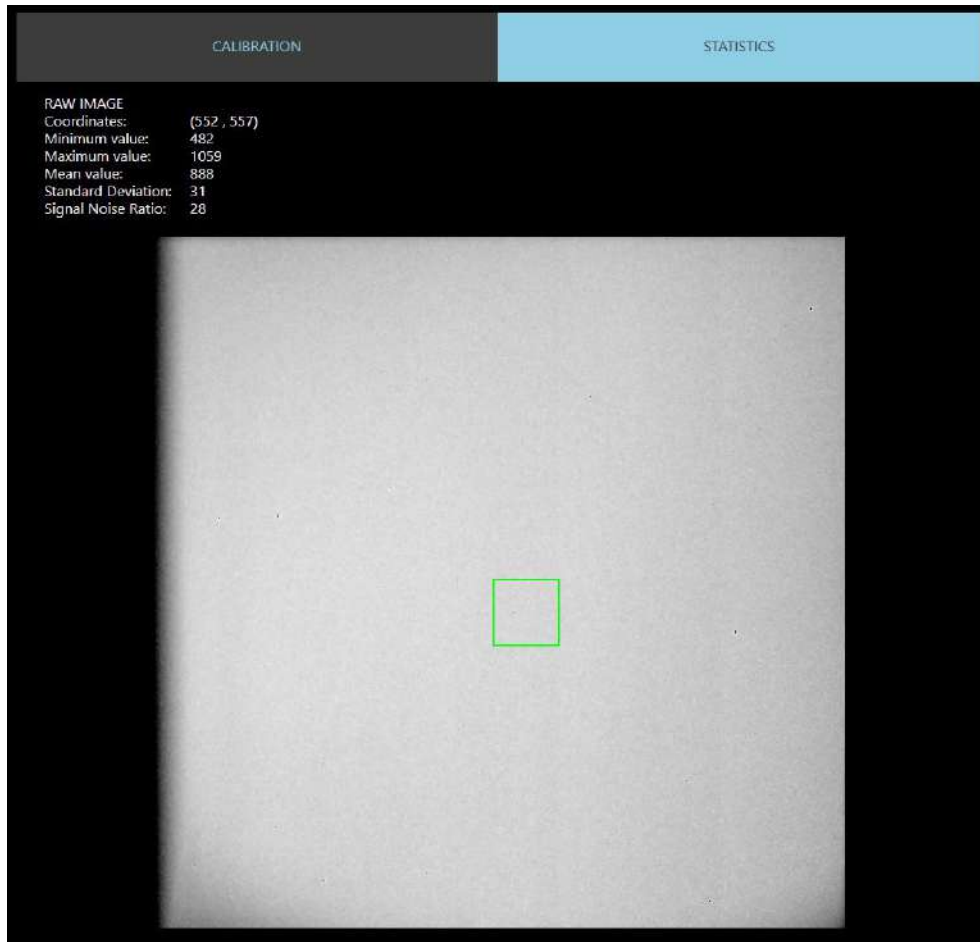 CALIBRATION
STATISTICS
RAW IMAGE
Coordinates: (552 , 557)
Minimum value: 482
Maximum value: 1059
Mean value: 888
Standard Deviation: 31
Signal Noise Ratio: 28